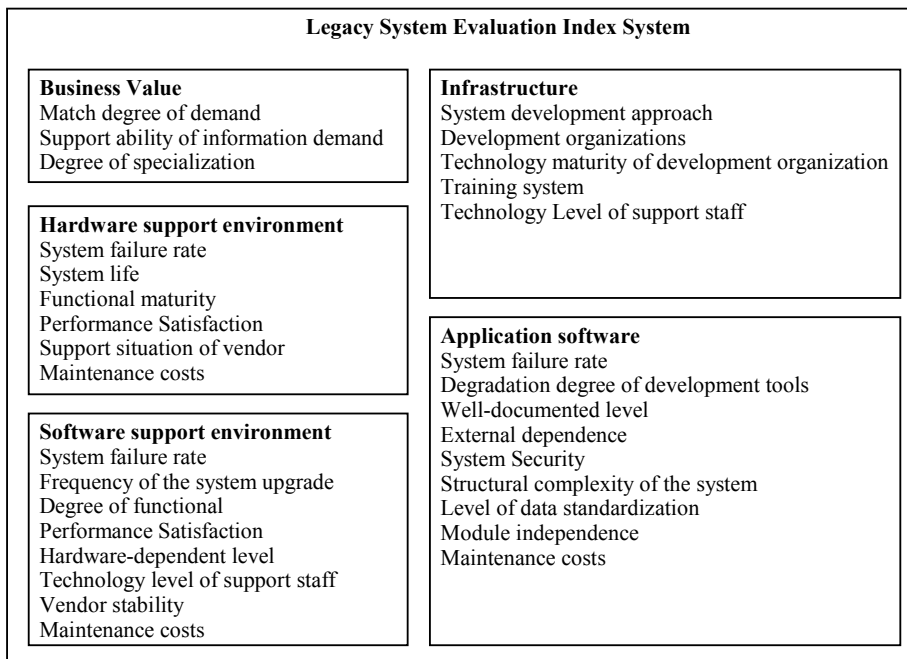 Legacy System Evaluation Index System
Business Value
Match degree of demand
Support ability of information demand
Degree of specialization
Hardware support environment
System failure rate
System life
Functional maturity
Performance Satisfaction
Support situation of vendor
Maintenance costs
Software support environment
System failure rate
Frequency of the system upgrade
Degree of functional
Performance Satisfaction
Hardware-dependent level
Technology level of support staff
Vendor stability
Maintenance costs
Infrastructure
System development approach
Development organizations
Technology maturity of development organization
Training system
Technology Level of support staff
Application software
System failure rate
Degradation degree of development tools
Well-documented level
External dependence
System Security
Structural complexity of the system
Level of data standardization
Module independence
Maintenance costs